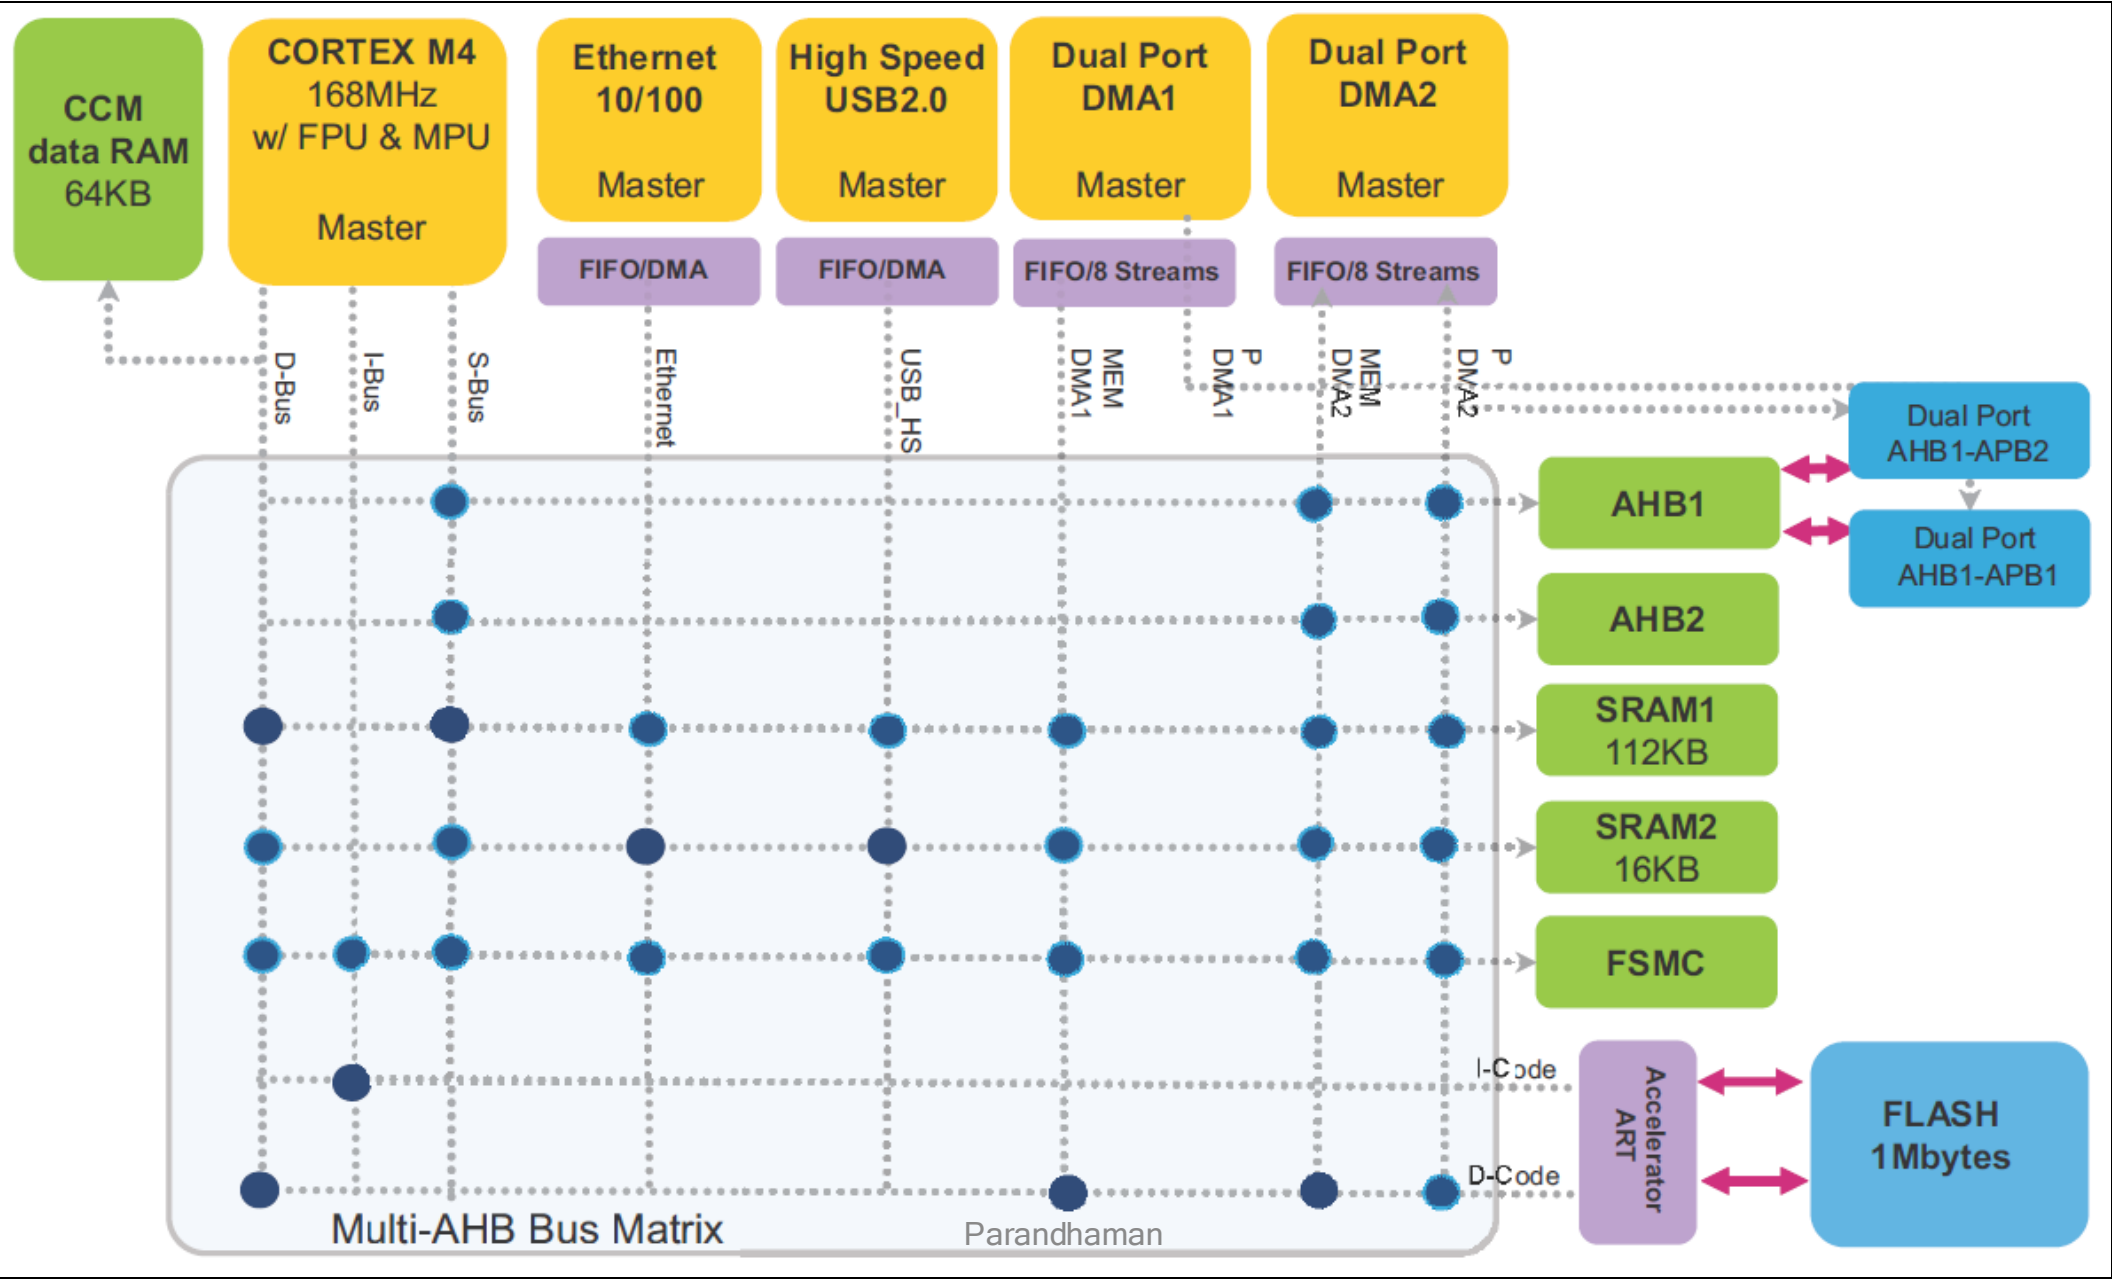 CCM
data RAM
64KB
CORTEX M4
168MHz
w/ FPU & MPU
Master
Ethernet
10/100
Master
High Speed
USB2.0
Master
Dual Port
DMA1
Master
Dual Port
DMA2
Master
FIFO/DMA
FIFO/DMA
FIFO/8 Streams
FIFO/8 Streams
D-Bus
I-Bus
S-Bus
Ethernet
USB_HS
MEM
DMA1
P
DMA1
MEM
DMA2
P
DMA2
Dual Port
AHB1-APB2
Dual Port
AHB1-APB1
AHB1
AHB2
SRAM1
112KB
SRAM2
16KB
FSMC
I-Code
D-Code
Accelerator
ART
FLASH
1Mbytes
Multi-AHB Bus Matrix
Parandhaman